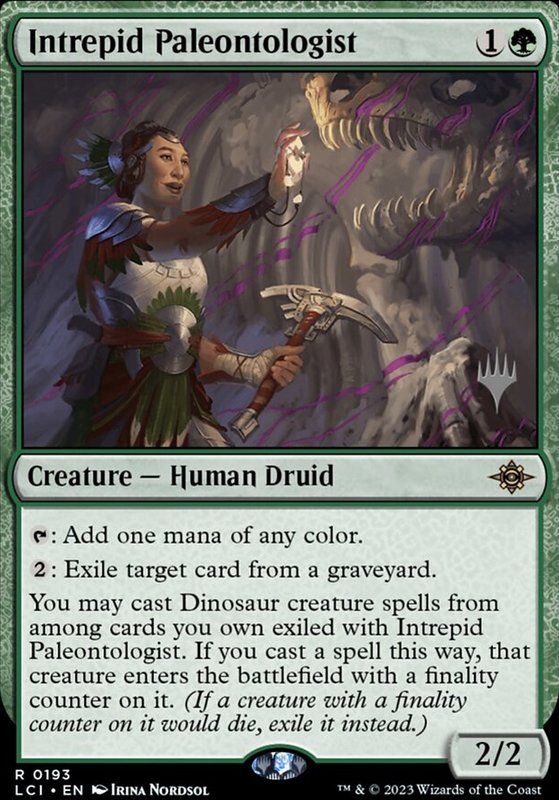 Intrepid Paleontologist 1
Creature — Human Druid
: Add one mana of any color.
2: Exile target card from a graveyard.
You may cast Dinosaur creature spells from
among cards you own exiled with Intrepid
Paleontologist. If you cast a spell this way, that
creature enters the battlefield with a finality
counter on it. (If a creature with a finality
counter on it would die, exile it instead.)
2/2
R 0193
LCI • EN Irina Nordsol
™ & © 2023 Wizards of the Coast